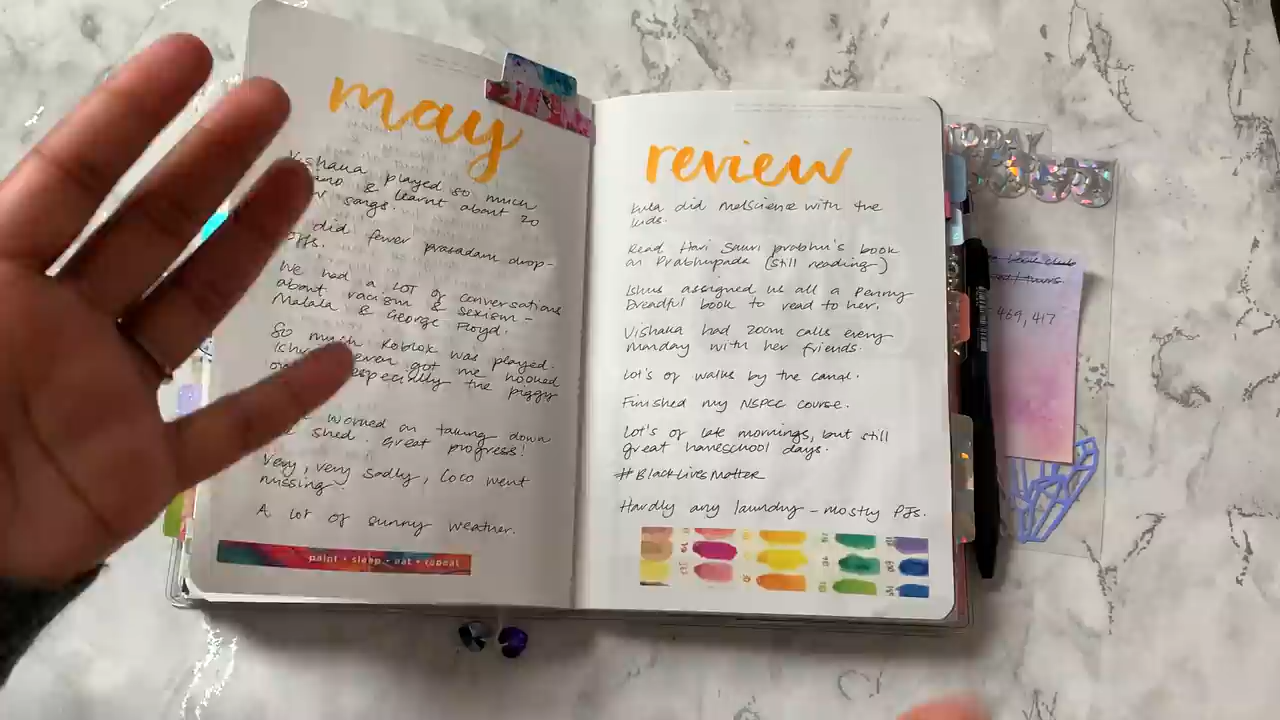 may
played so much
& learnt about 20
songs.
did fewer prasadam drop-
offs.
We had a LOT of conversations
about racism & sexism -
Malala & George Floyd.
So much Roblox was played.
even got me hooked
especially the piggy
worked on taking down
shed. Great progress!
Very, very sadly, Coco went
missing.
A lot of sunny weather.
paint • sleep • eat • repeat
review
did MelScience with the
kids.
Read Hari Sauri prabhu's book
on Prabhupada (still reading)
Ishus assigned us all a Penny
Dreadful book to read to her.
Vishaka had zoom calls every
Monday with her friends.
Lot's of walks by the canal.
Finished my NSPCC course.
Lot's of late mornings, but still
great homeschool days.
#BlackLivesMatter
Hardly any laundry - mostly PJs.
TODAY
book club
469, 417